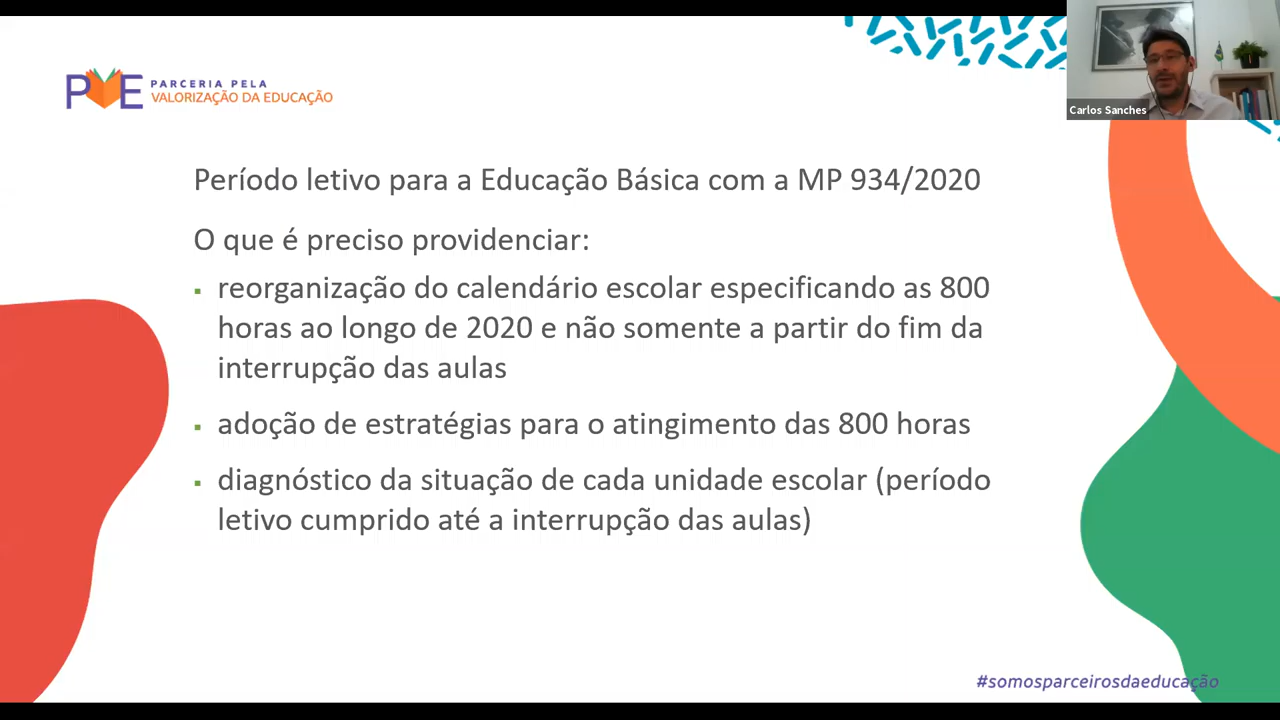 PVE PARCERIA PELA
VALORIZAÇÃO DA EDUCAÇÃO
Carlos Sanches
Período letivo para a Educação Básica com a MP 934/2020
O que é preciso providenciar:
▪ reorganização do calendário escolar especificando as 800
horas ao longo de 2020 e não somente a partir do fim da
interrupção das aulas
▪ adoção de estratégias para o atingimento das 800 horas
▪ diagnóstico da situação de cada unidade escolar (período
letivo cumprido até a interrupção das aulas)
#somosparceirosdaeducação